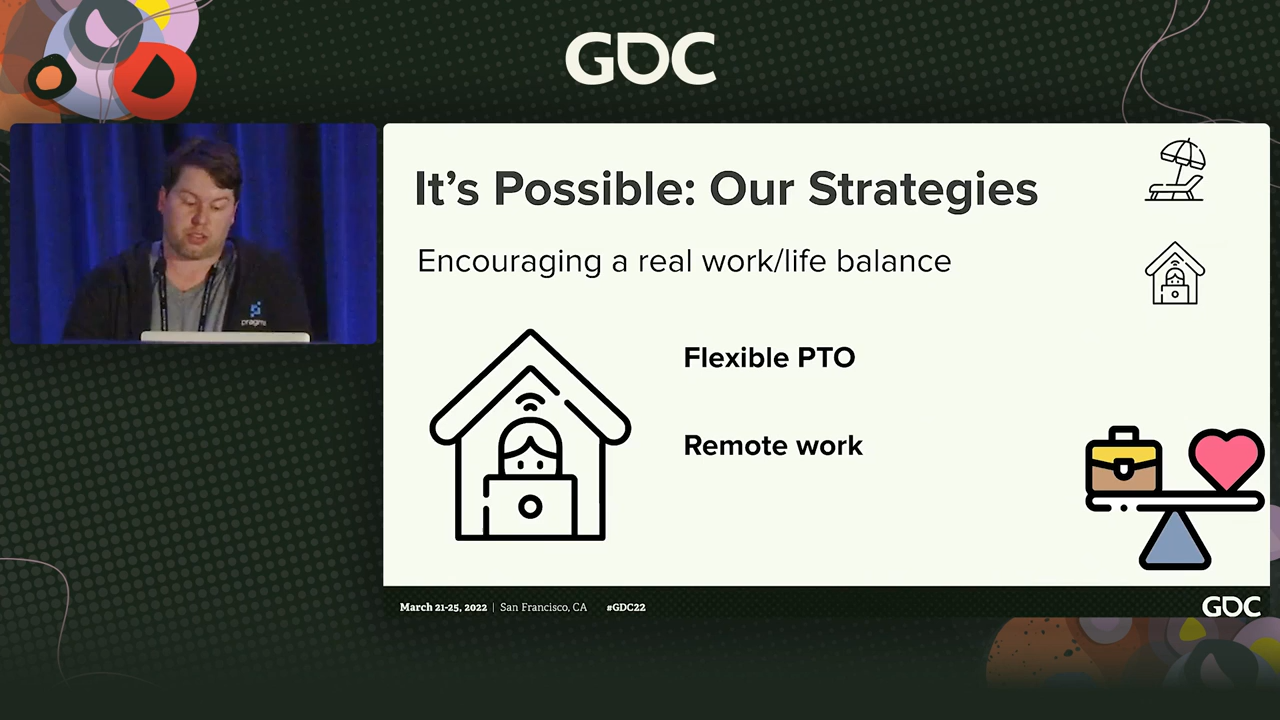 GDC
pragma
It's Possible: Our Strategies
Encouraging a real work/life balance
Flexible PTO
Remote work
March 21-25, 2022 | San Francisco, CA #GDC22
GDC